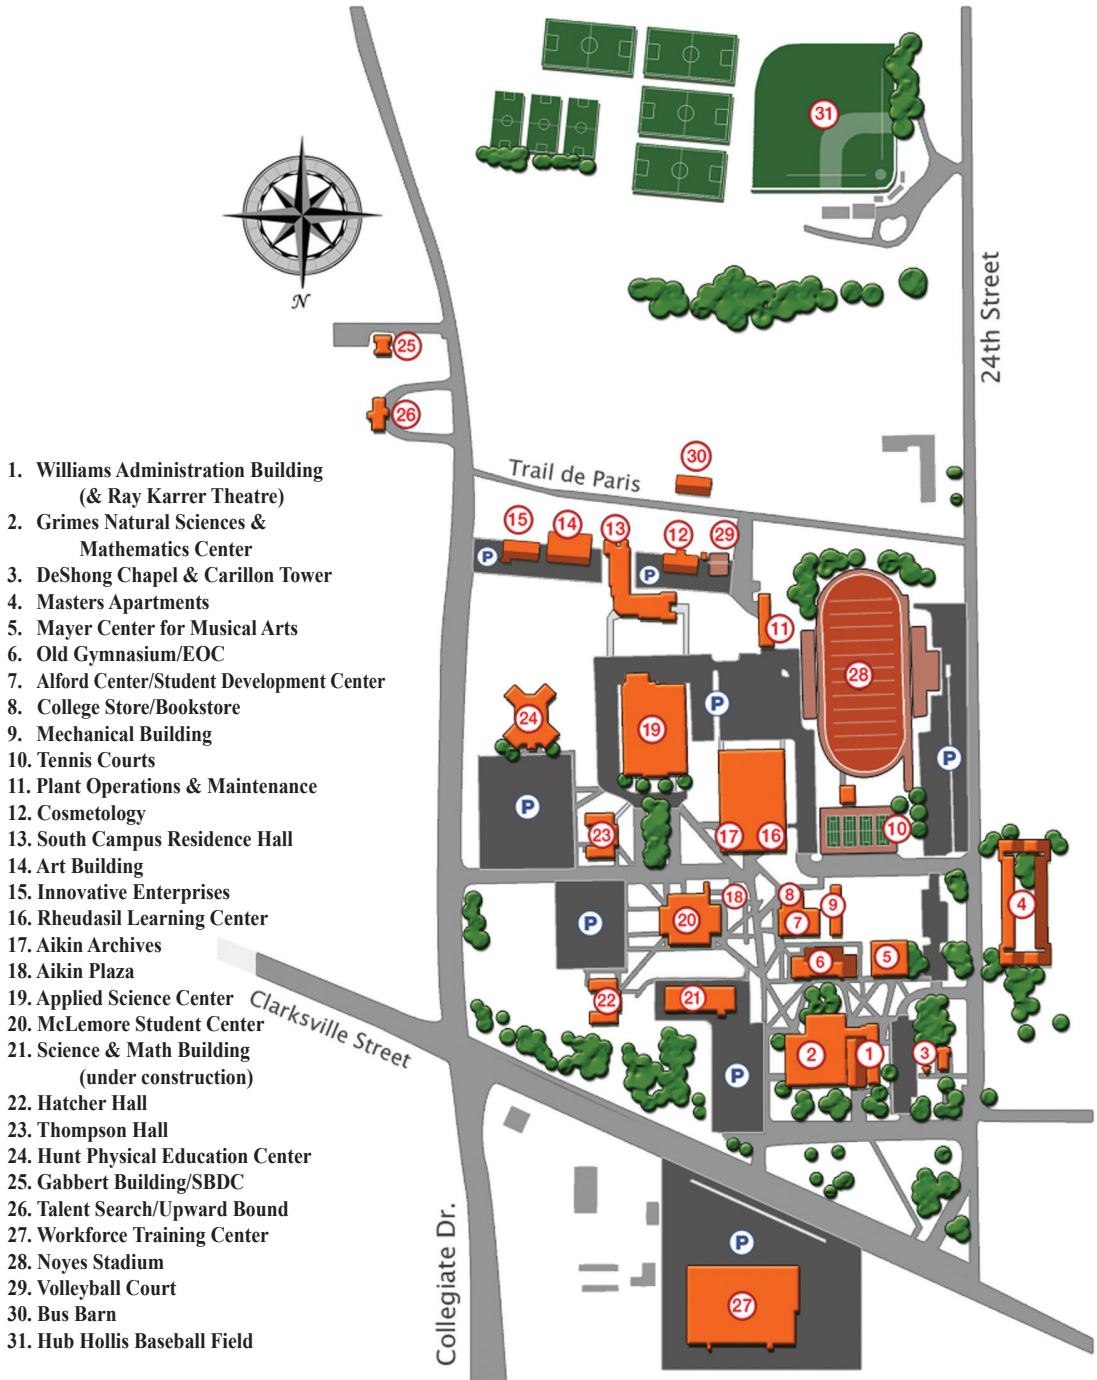 31
24th Street
N
25
26
30
Trail de Paris
1. Williams Administration Building
(& Ray Karrer Theatre)
2. Grimes Natural Sciences &
Mathematics Center
3. DeShong Chapel & Carillon Tower
4. Masters Apartments
5. Mayer Center for Musical Arts
6. Old Gymnasium/EOC
7. Alford Center/Student Development Center
8. College Store/Bookstore
9. Mechanical Building
10. Tennis Courts
11. Plant Operations & Maintenance
12. Cosmetology
13. South Campus Residence Hall
14. Art Building
15. Innovative Enterprises
16. Rheudasil Learning Center
17. Aikin Archives
18. Aikin Plaza
19. Applied Science Center
20. McLemore Student Center
21. Science & Math Building
(under construction)
22. Hatcher Hall
23. Thompson Hall
24. Hunt Physical Education Center
25. Gabbert Building/SBDC
26. Talent Search/Upward Bound
27. Workforce Training Center
28. Noyes Stadium
29. Volleyball Court
30. Bus Barn
31. Hub Hollis Baseball Field
15
14
13
12
29
P
P
11
28
24
19
P
P
P
23
17
16
10
18
8
9
4
20
7
P
6
5
22
21
Clarksville Street
2
1
3
P
Collegiate Dr.
P
27